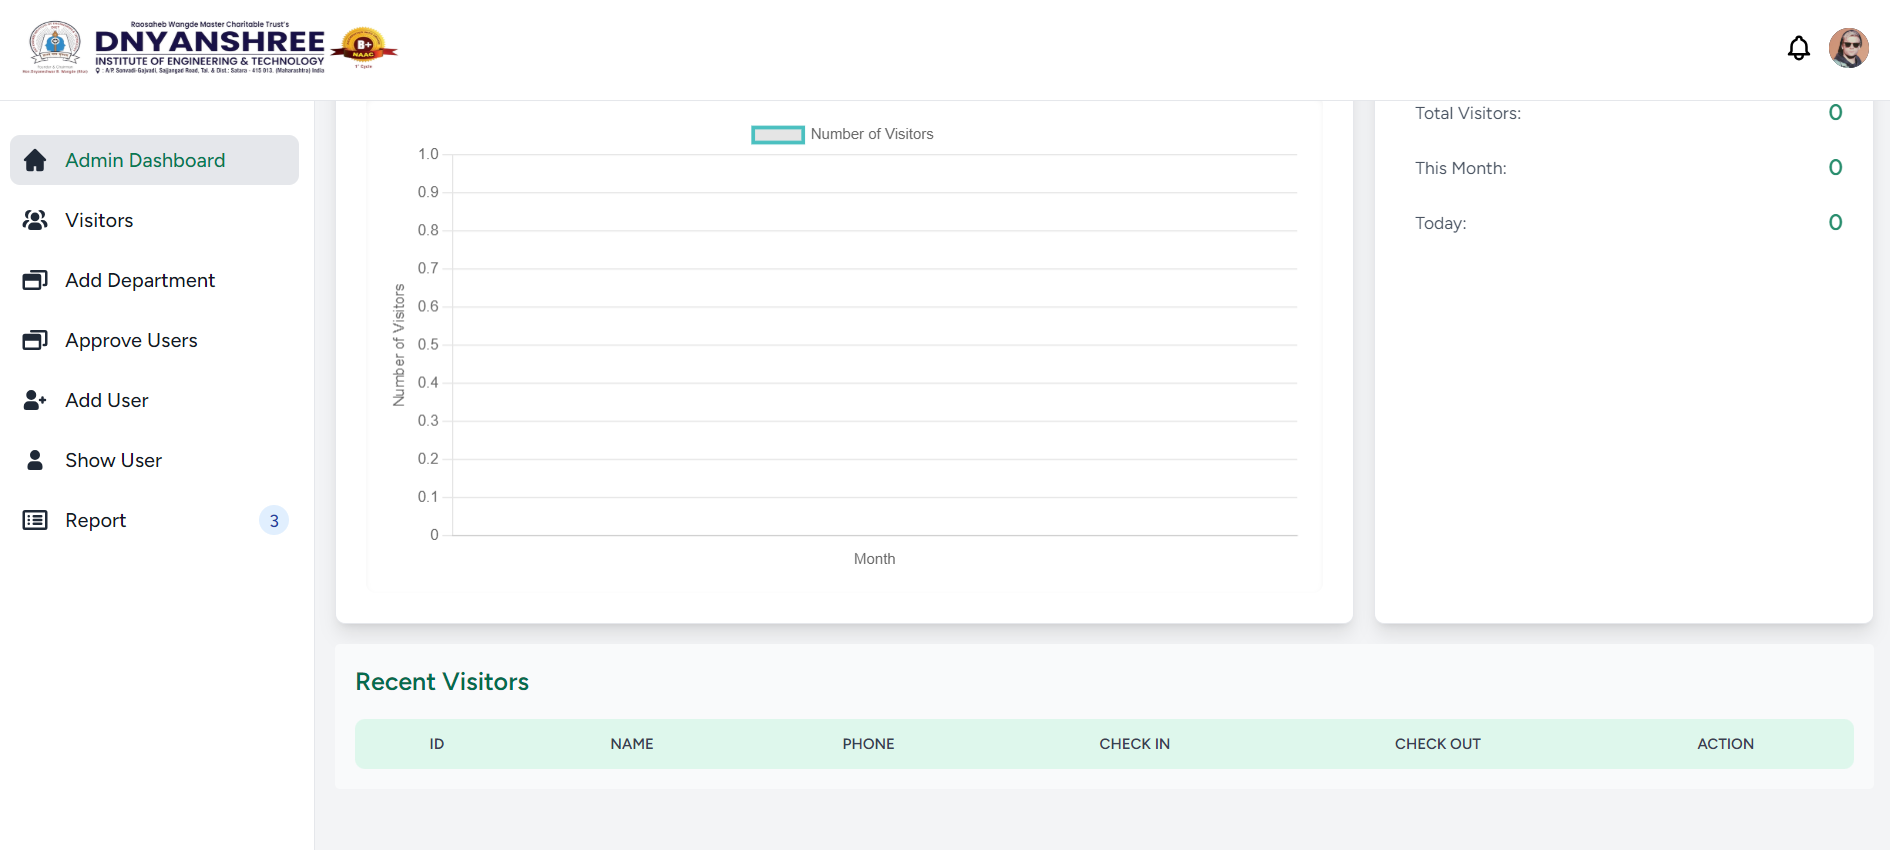 Raosaheb Wangde Master Charitable Trust's
DNYANSHREE
INSTITUTE OF ENGINEERING & TECHNOLOGY
A/P. Sonvadi-Gajvadi, Sajjangad Road, Tal. & Dist.: Satara - 415 013. (Maharashtra) India
B+
NAAC
1st Cycle
Admin Dashboard
Visitors
Add Department
Approve Users
Add User
Show User
Report
3
Number of Visitors
1.0
0.9
0.8
0.7
0.6
0.5
0.4
0.3
0.2
0.1
0
Number of Visitors
Month
Total Visitors: 0
This Month: 0
Today: 0
Recent Visitors
ID NAME PHONE CHECK IN CHECK OUT ACTION